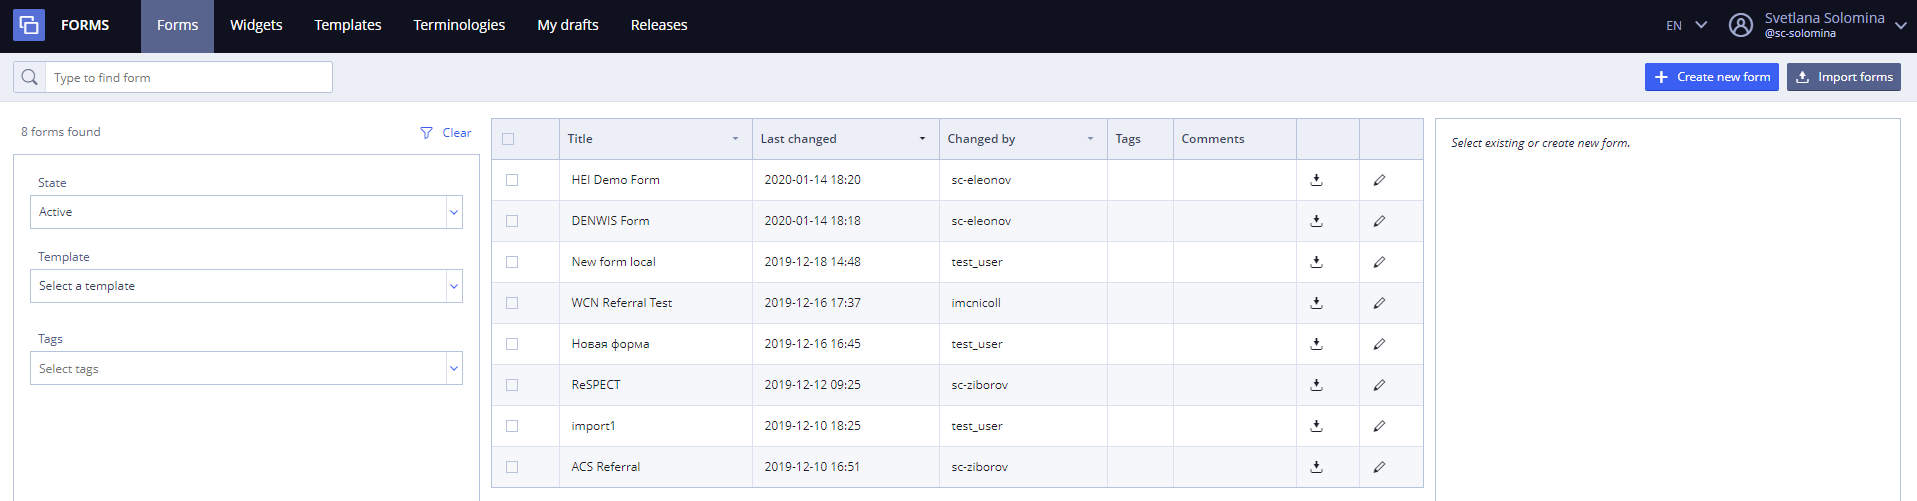 FORMS Forms Widgets Templates Terminologies My drafts Releases EN Svetlana Solomina
@sc-solomina
Type to find form Create new form Import forms
8 forms found Clear
State
Active
Template
Select a template
Tags
Select tags
Title Last changed Changed by Tags Comments
HEI Demo Form 2020-01-14 18:20 sc-eleonov
DENWIS Form 2020-01-14 18:18 sc-eleonov
New form local 2019-12-18 14:48 test_user
WCN Referral Test 2019-12-16 17:37 imcnicoll
Новая форма 2019-12-16 16:45 test_user
ReSPECT 2019-12-12 09:25 sc-ziborov
import1 2019-12-10 18:25 test_user
ACS Referral 2019-12-10 16:51 sc-ziborov
Select existing or create new form.